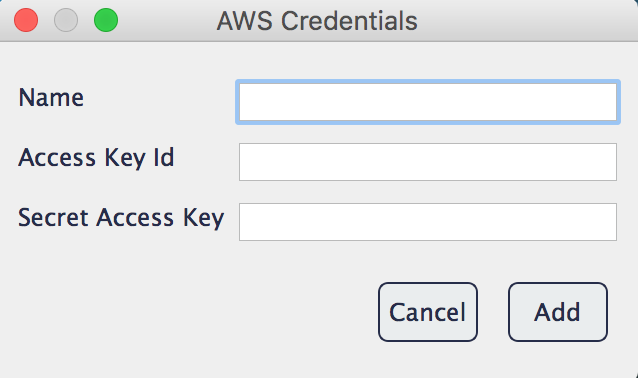 AWS Credentials
Name
Access Key Id
Secret Access Key
Cancel Add